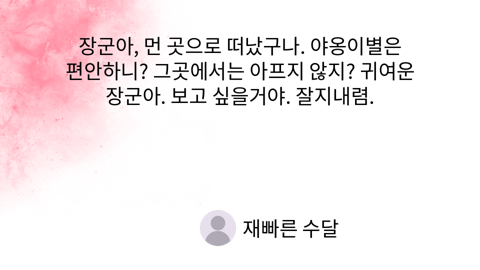 장군아, 먼 곳으로 떠났구나. 야옹이별은
편안하니? 그곳에서는 아프지 않지? 귀여운
장군아. 보고 싶을거야. 잘지내렴.
재빠른 수달